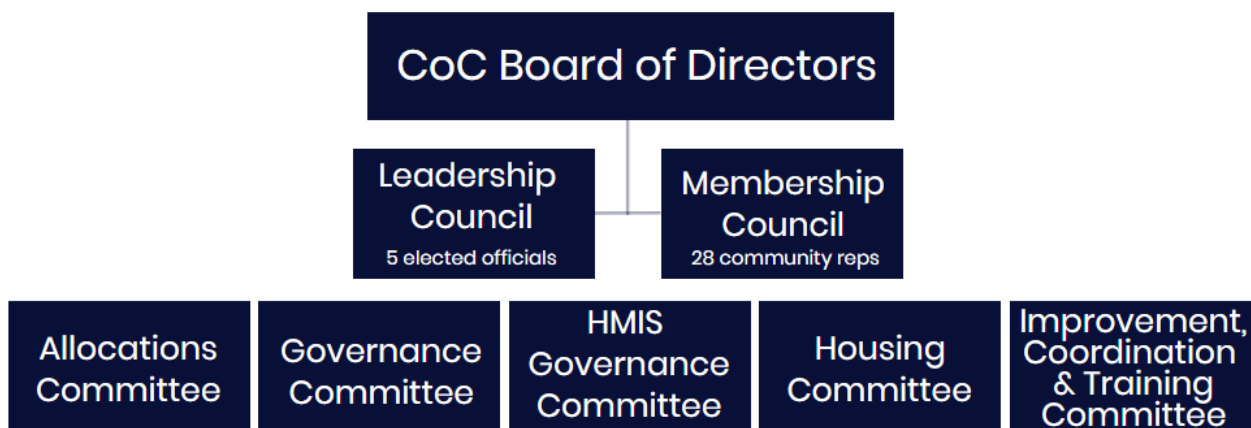 CoC Board of Directors
Leadership
Council
5 elected officials
Membership
Council
28 community reps
Allocations
Committee
Governance
Committee
HMIS
Governance
Committee
Housing
Committee
Improvement,
Coordination
& Training
Committee